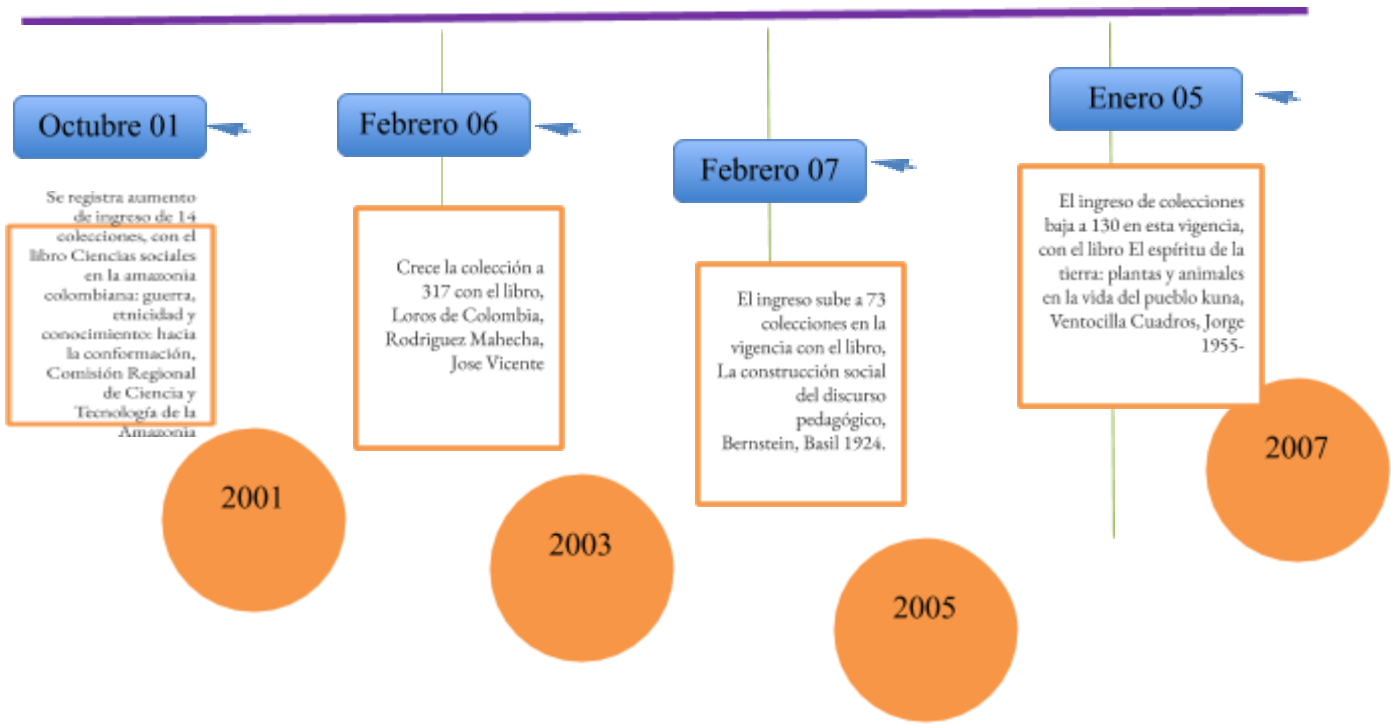 Octubre 01
Se registra aumento
de ingreso de 14
colecciones, con el
libro Ciencias sociales
en la amazonia
colombiana: guerra,
etnicidad y
conocimiento: hacia
la conformación,
Comisión Regional
de Ciencia y
Tecnología de la
Amazonia
2001
Febrero 06
Crece la colección a
317 con el libro,
Loros de Colombia,
Rodriguez Mahecha,
Jose Vicente
2003
Febrero 07
El ingreso sube a 73
colecciones en la
vigencia con el libro,
La construcción social
del discurso
pedagógico,
Bernstein, Basil 1924.
2005
Enero 05
El ingreso de colecciones
baja a 130 en esta vigencia,
con el libro El espíritu de la
tierra: plantas y animales
en la vida del pueblo kuna,
Ventocilla Cuadros, Jorge
1955-
2007